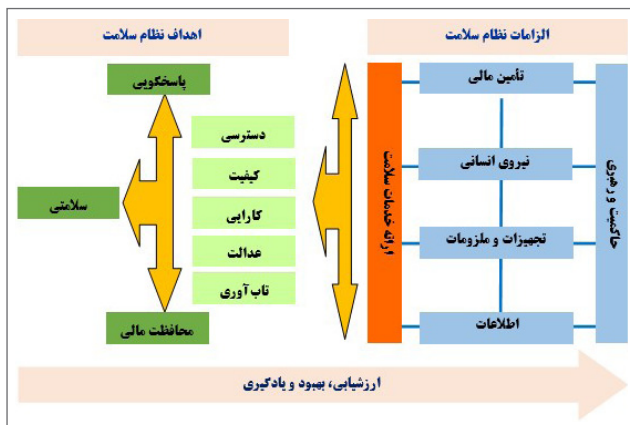 الزامات نظام سلامت
اهداف نظام سلامت
حاکمیت و رهبری
تأمین مالی
نیروی انسانی
تجهیزات و ملزومات
اطلاعات
ارائه خدمات سلامت
دسترسی
کیفیت
کارایی
عدالت
تاب‌آوری
پاسخگویی
سلامتی
محافظت مالی
ارزشیابی، بهبود و یادگیری